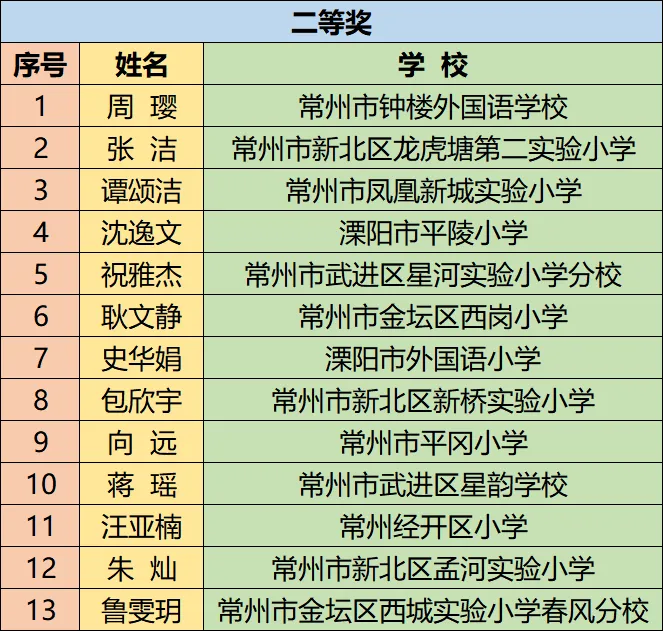 二等奖
序号 姓名 学 校
1 周 璎 常州市钟楼外国语学校
2 张 洁 常州市新北区龙虎塘第二实验小学
3 谭颂洁 常州市凤凰新城实验小学
4 沈逸文 溧阳市平陵小学
5 祝雅杰 常州市武进区星河实验小学分校
6 耿文静 常州市金坛区西岗小学
7 史华娟 溧阳市外国语小学
8 包欣宇 常州市新北区新桥实验小学
9 向 远 常州市平冈小学
10 蒋 瑶 常州市武进区星韵学校
11 汪亚楠 常州经开区小学
12 朱 灿 常州市新北区孟河实验小学
13 鲁雯玥 常州市金坛区西城实验小学春风分校